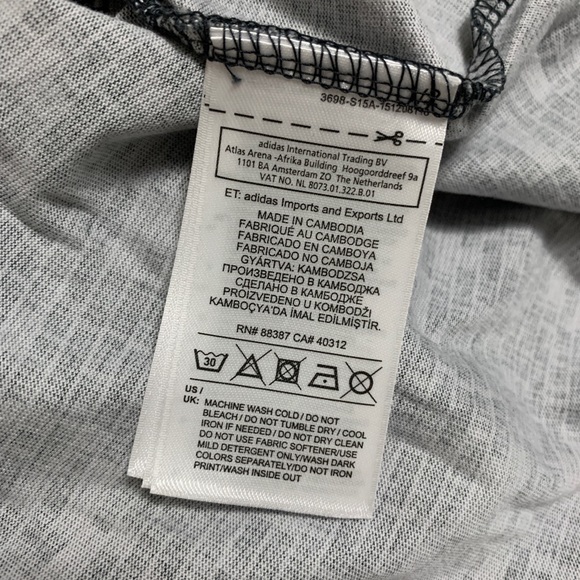 3698-S15A-151208
adidas International Trading BV
Atlas Arena -Afrika Building Hoogoorddreef 9a
1101 BA Amsterdam ZO The Netherlands
VAT NO. NL 8073.01.322.B.01
ET: adidas Imports and Exports Ltd
MADE IN CAMBODIA
FABRIQUÉ AU CAMBODGE
FABRICADO EN CAMBOYA
FABRICADO NO CAMBOJA
GYÁRTVA: KAMBODZSA
ПРОИЗВЕДЕНО В КАМБОДЖА
СДЕЛАНО В КАМБОДЖЕ
PROIZVEDENO U KOMBODŽI
KAMBOÇYA'DA İMAL EDİLMİŞTİR.
RN# 88387 CA# 40312
30
US /
UK: MACHINE WASH COLD / DO NOT
BLEACH / DO NOT TUMBLE DRY / COOL
IRON IF NEEDED / DO NOT DRY CLEAN
DO NOT USE FABRIC SOFTENER/USE
MILD DETERGENT ONLY/WASH DARK
COLORS SEPARATELY/DO NOT IRON
PRINT/WASH INSIDE OUT